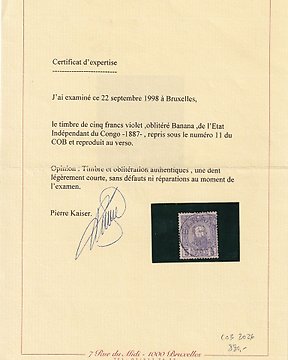 Certificat d'expertise
J'ai examiné ce 22 septembre 1998 à Bruxelles,
le timbre de cinq francs violet ,oblitéré Banana ,de l'Etat
Indépendant du Congo -1887- , repris sous le numéro 11 du
COB et reproduit au verso.
Opinion : Timbre et oblitération authentiques , une dent
légèrement courte, sans défauts ni réparations au moment de
l'examen.
Pierre Kaiser.
COB 2026
890,-
7 Rue du Midi - 1000 Bruxelles